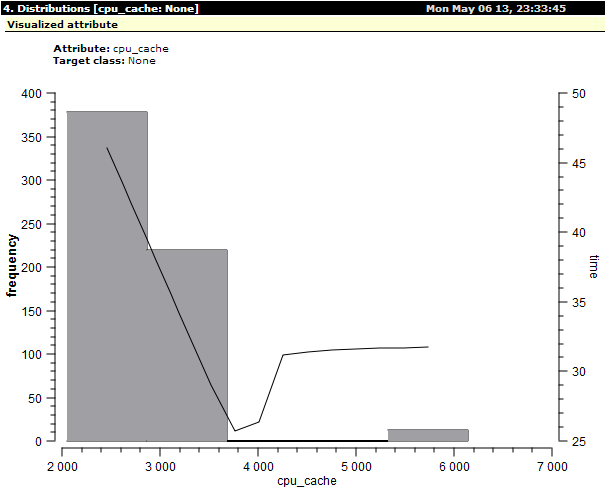 4. Distributions [cpu_cache: None] Mon May 06 13, 23:33:45
Visualized attribute
Attribute: cpu_cache
Target class: None
400
350
300
250
200
150
100
50
0
frequency
50
45
40
35
30
25
time
2 000 3 000 4 000 5 000 6 000 7 000
cpu_cache